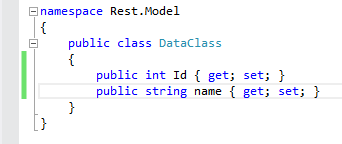 namespace Rest.Model
{
public class DataClass
{
public int Id { get; set; }
public string name { get; set; }
}
}